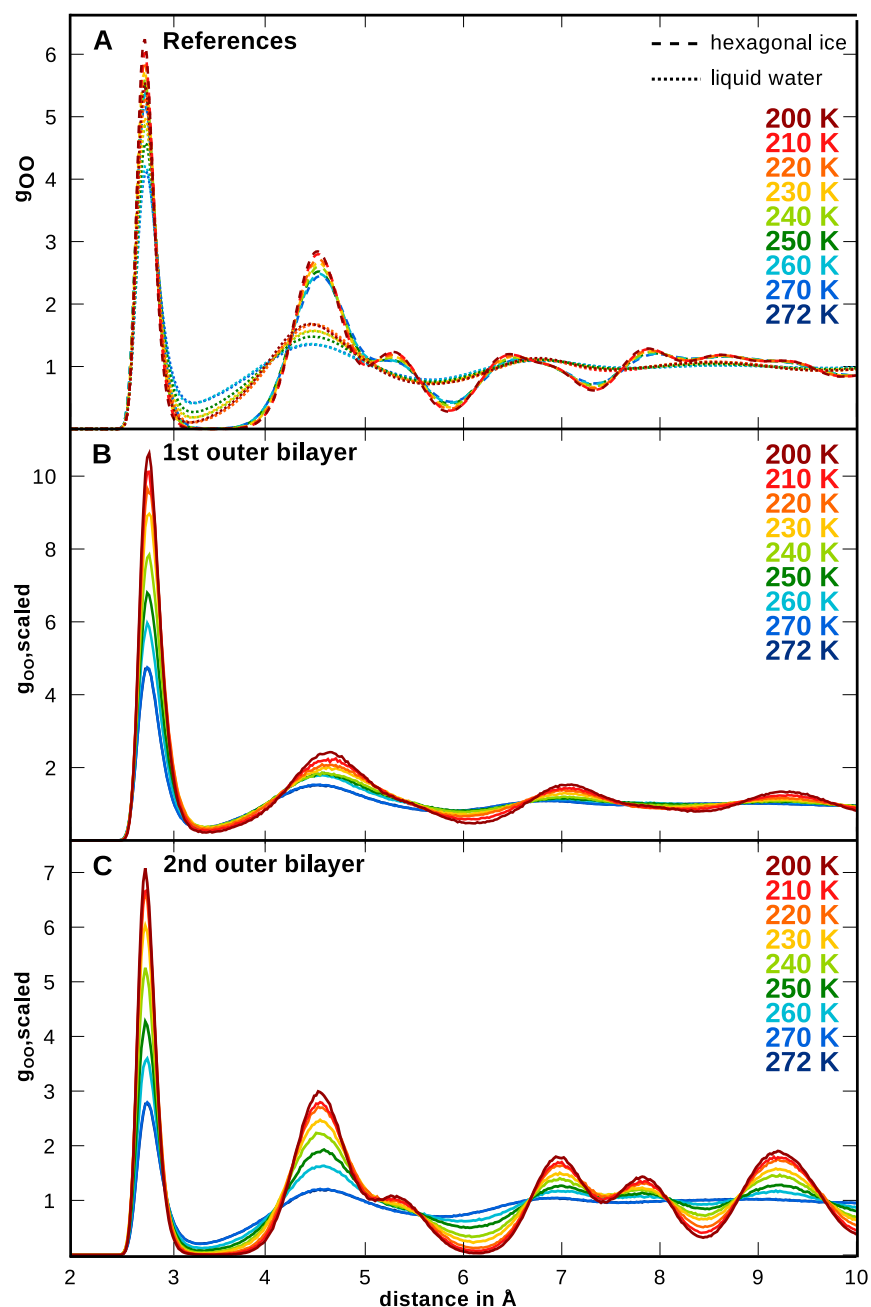 A References
hexagonal ice
liquid water
200 K
210 K
220 K
230 K
240 K
250 K
260 K
270 K
272 K
6
5
4
3
2
1
gOO
B 1st outer bilayer
200 K
210 K
220 K
230 K
240 K
250 K
260 K
270 K
272 K
10
8
6
4
2
gOO,scaled
C 2nd outer bilayer
200 K
210 K
220 K
230 K
240 K
250 K
260 K
270 K
272 K
7
6
5
4
3
2
1
gOO,scaled
2 3 4 5 6 7 8 9 10
distance in Å